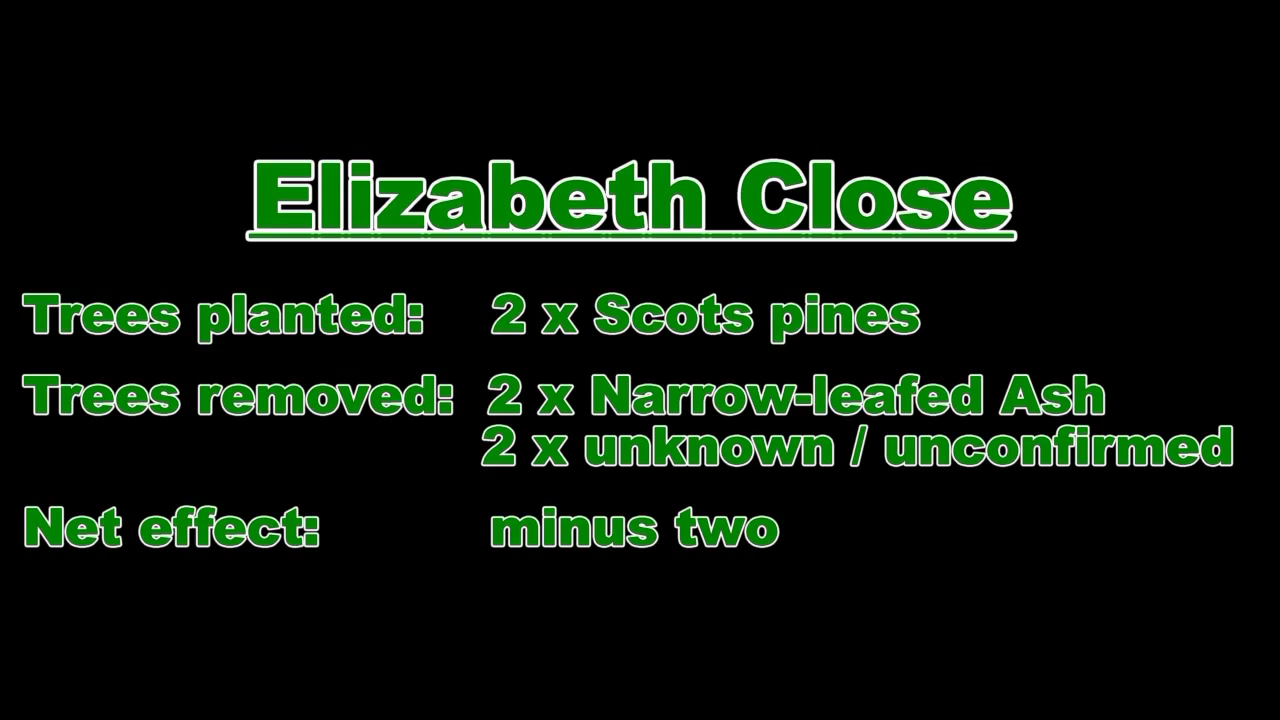 Elizabeth Close
Trees planted: 2 x Scots pines
Trees removed: 2 x Narrow-leafed Ash
2 x unknown / unconfirmed
Net effect: minus two